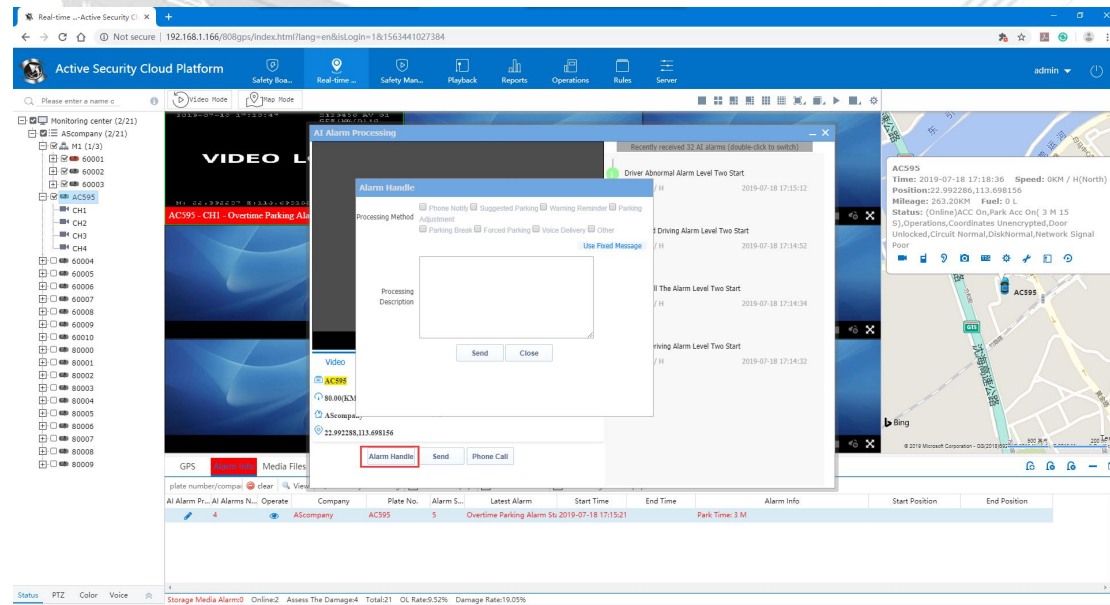 Real-time ...-Active Security Cl
Not secure | 192.168.1.166/808gps/index.html?lang=en&isLogin=1&1563441027384
Active Security Cloud Platform
Safety Boa...
Real-time ...
Safety Man...
Playback
Reports
Operations
Rules
Server
admin
Please enter a name c
Video Mode
Map Mode
Monitoring center (2/21)
AScompany (2/21)
M1 (1/3)
60001
60002
60003
AC595
CH1
CH2
CH3
CH4
60004
60005
60006
60007
60008
60009
60010
80000
80001
80002
80003
80004
80005
80006
80007
80008
80009
Status PTZ Color Voice
VIDEO L
AC595 - CH1 - Overtime Parking Ala
AI Alarm Processing
Recently received 32 AI alarms (double-click to switch)
Driver Abnormal Alarm Level Two Start
/ H 2019-07-18 17:15:12
Driving Alarm Level Two Start
/ H 2019-07-18 17:14:52
ll The Alarm Level Two Start
/ H 2019-07-18 17:14:34
riving Alarm Level Two Start
/ H 2019-07-18 17:14:32
Alarm Handle
Processing Method
Phone Notify Suggested Parking Warning Reminder Parking
Adjustment
Parking Break Forced Parking Voice Delivery Other
Use Fixed Message
Processing
Description
Send Close
Video
AC595
80.00(KM
AScompany
22.992288,113.698156
Alarm Handle Send Phone Call
AC595
Time: 2019-07-18 17:18:36 Speed: 0KM / H(North)
Position:22.992286,113.698156
Mileage: 263.20KM Fuel: 0 L
Status: (Online)ACC On,Park Acc On( 3 M 15
S),Operations,Coordinates Unencrypted,Door
Unlocked,Circuit Normal,DiskNormal,Network Signal
Poor
AC595
G15
沈海高速公路
Bing
GPS Alarm Info Media Files
plate number/compai clear View
AI Alarm Pr... AI Alarms N... Operate Company Plate No. Alarm S... Latest Alarm Start Time End Time Alarm Info Start Position End Position
4 AScompany AC595 5 Overtime Parking Alarm St 2019-07-18 17:15:21 Park Time: 3 M
Storage Media Alarm:0 Online:2 Assess The Damage:4 Total:21 OL Rate:9.52% Damage Rate:19.05%